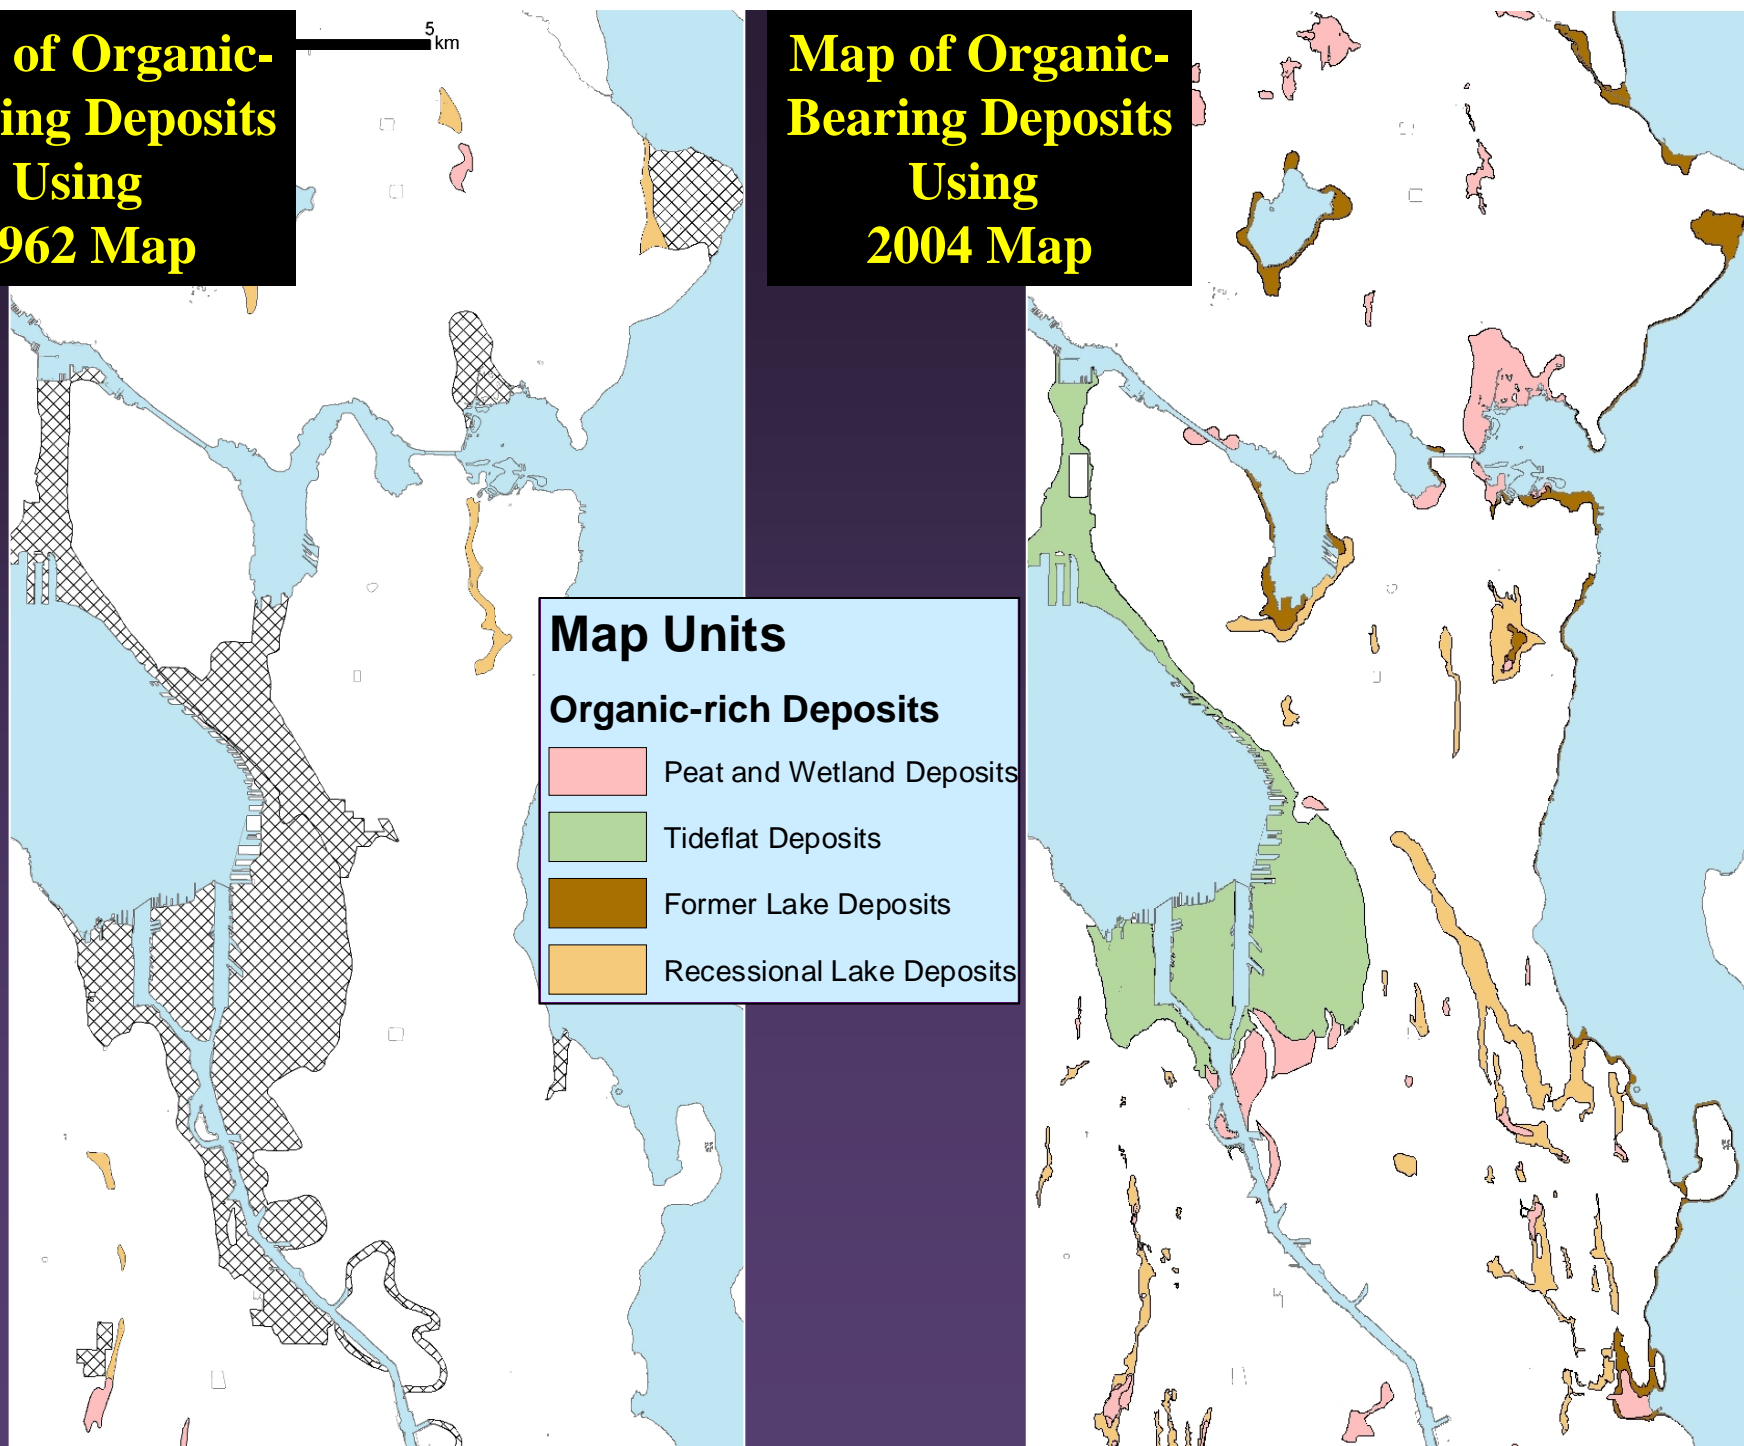 of Organic-
ing Deposits
Using
962 Map
5
km
Map of Organic-
Bearing Deposits
Using
2004 Map
Map Units
Organic-rich Deposits
Peat and Wetland Deposits
Tideflat Deposits
Former Lake Deposits
Recessional Lake Deposits